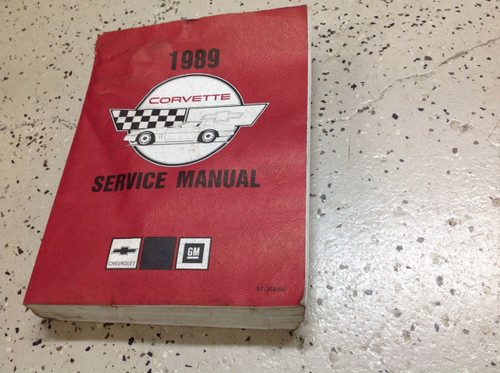 1989
CORVETTE
SERVICE MANUAL
CHEVROLET
GM